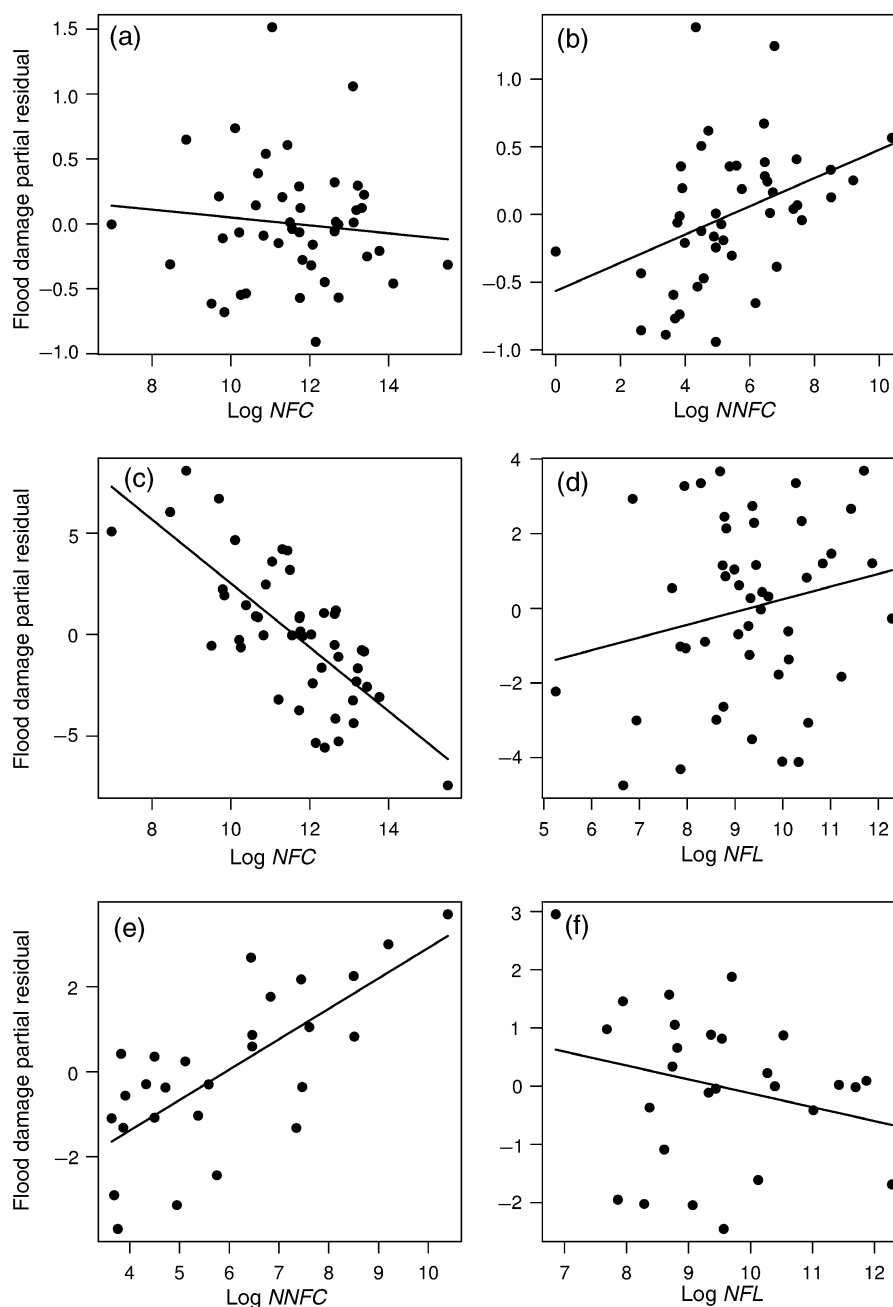 (a)
Flood damage partial residual
1.5
1.0
0.5
0.0
−0.5
−1.0
8 10 12 14
Log NFC
(b)
1.0
0.5
0.0
−0.5
−1.0
0 2 4 6 8 10
Log NNFC
(c)
Flood damage partial residual
5
0
−5
8 10 12 14
Log NFC
(d)
4
2
0
−2
−4
5 6 7 8 9 10 11 12
Log NFL
(e)
Flood damage partial residual
2
0
−2
4 5 6 7 8 9 10
Log NNFC
(f)
3
2
1
0
−1
−2
7 8 9 10 11 12
Log NFL